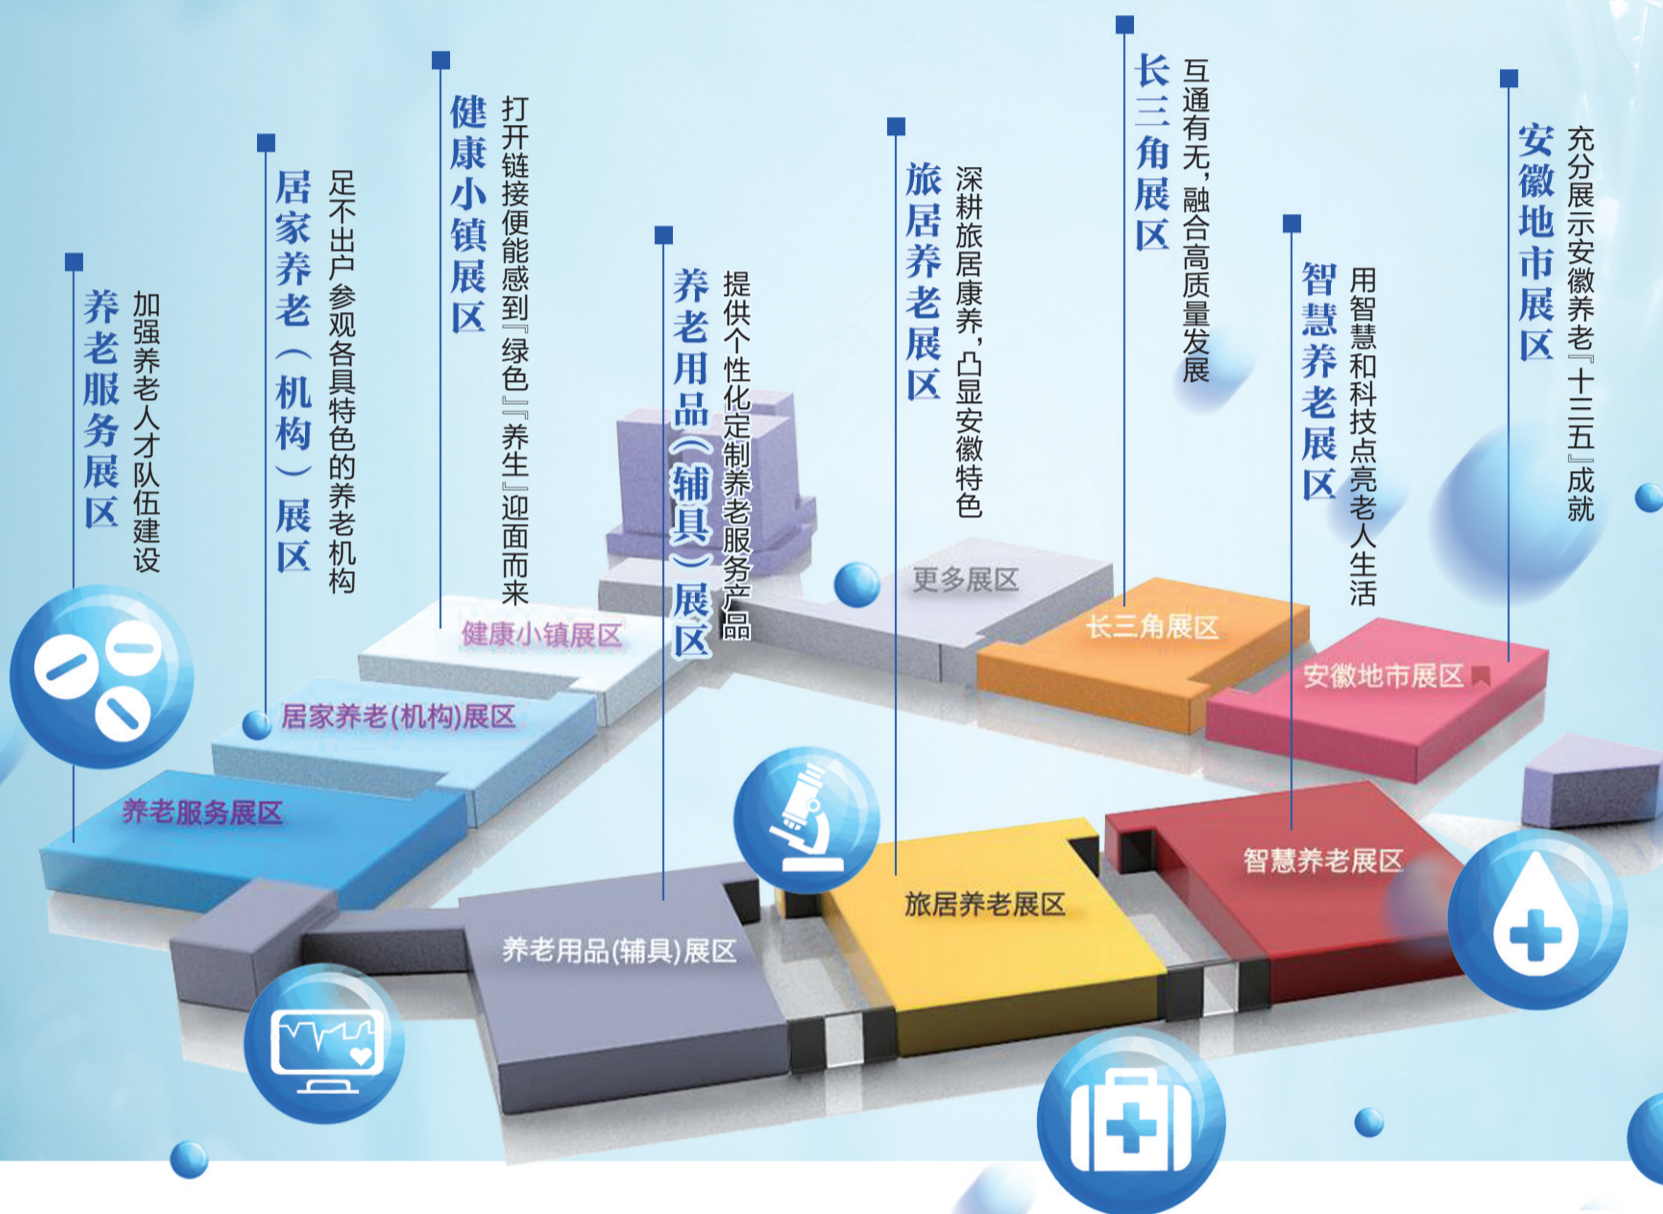 养老服务展区
加强养老人才队伍建设
居家养老（机构）展区
足不出户参观各具特色的养老机构
健康小镇展区
打开链接便能感到『绿色』『养生』迎面而来
养老用品（辅具）展区
提供个性化定制养老服务产品
旅居养老展区
深耕旅居康养，凸显安徽特色
长三角展区
互通有无，融合高质量发展
智慧养老展区
用智慧和科技点亮老人生活
安徽地市展区
充分展示安徽养老『十三五』成就
更多展区
健康小镇展区
长三角展区
安徽地市展区
居家养老(机构)展区
养老服务展区
智慧养老展区
旅居养老展区
养老用品(辅具)展区